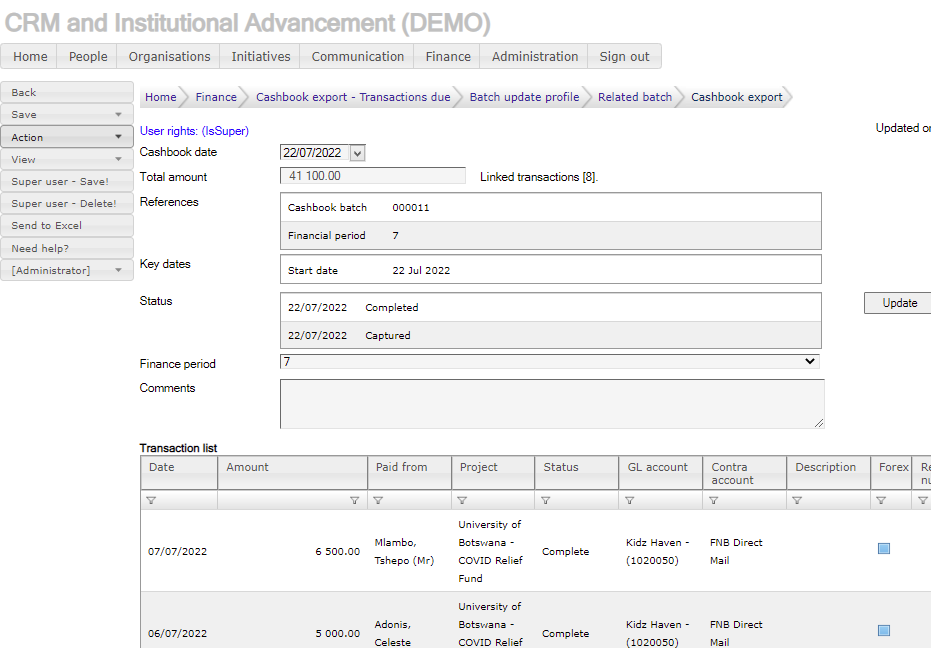 CRM and Institutional Advancement (DEMO)
Home People Organisations Initiatives Communication Finance Administration Sign out
Back
Save
Action
View
Super user - Save!
Super user - Delete!
Send to Excel
Need help?
[Administrator]
Home Finance Cashbook export - Transactions due Batch update profile Related batch Cashbook export
User rights: (IsSuper)
Updated or
Cashbook date 22/07/2022
Total amount 41 100.00 Linked transactions [8].
References
Cashbook batch 000011
Financial period 7
Key dates
Start date 22 Jul 2022
Status
22/07/2022 Completed
22/07/2022 Captured
Update
Finance period 7
Comments
Transaction list
Date Amount Paid from Project Status GL account Contra account Description Forex Re nu
07/07/2022 6 500.00 Mlambo, Tshepo (Mr) University of Botswana - COVID Relief Fund Complete Kidz Haven - (1020050) FNB Direct Mail
06/07/2022 5 000.00 Adonis, Celeste University of Botswana - COVID Relief Complete Kidz Haven - (1020050) FNB Direct Mail